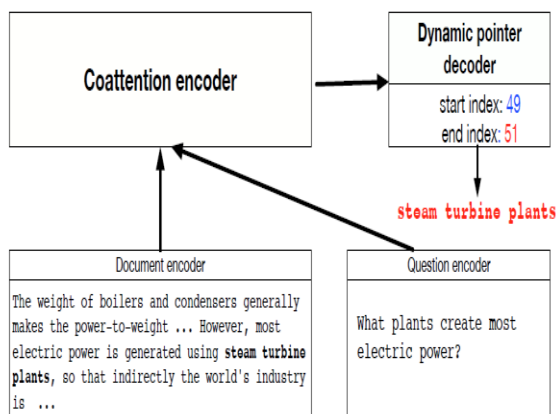 Coattention encoder
Dynamic pointer
decoder
start index: 49
end index: 51
steam turbine plants
Document encoder
The weight of boilers and condensers generally
makes the power-to-weight ... However, most
electric power is generated using steam turbine
plants, so that indirectly the world's industry
is ...
Question encoder
What plants create most
electric power?